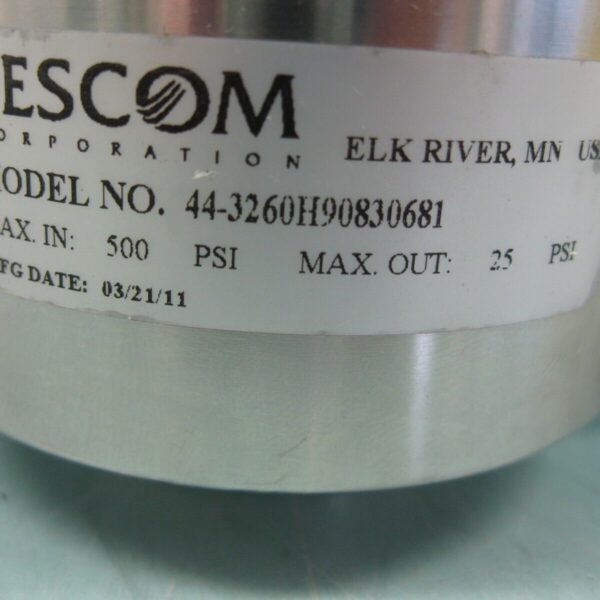 ESCOM
ORPORATION
ELK RIVER, MN US
ODEL NO. 44-3260H90830681
AX. IN: 500 PSI MAX. OUT: 25 PSI
FG DATE: 03/21/11